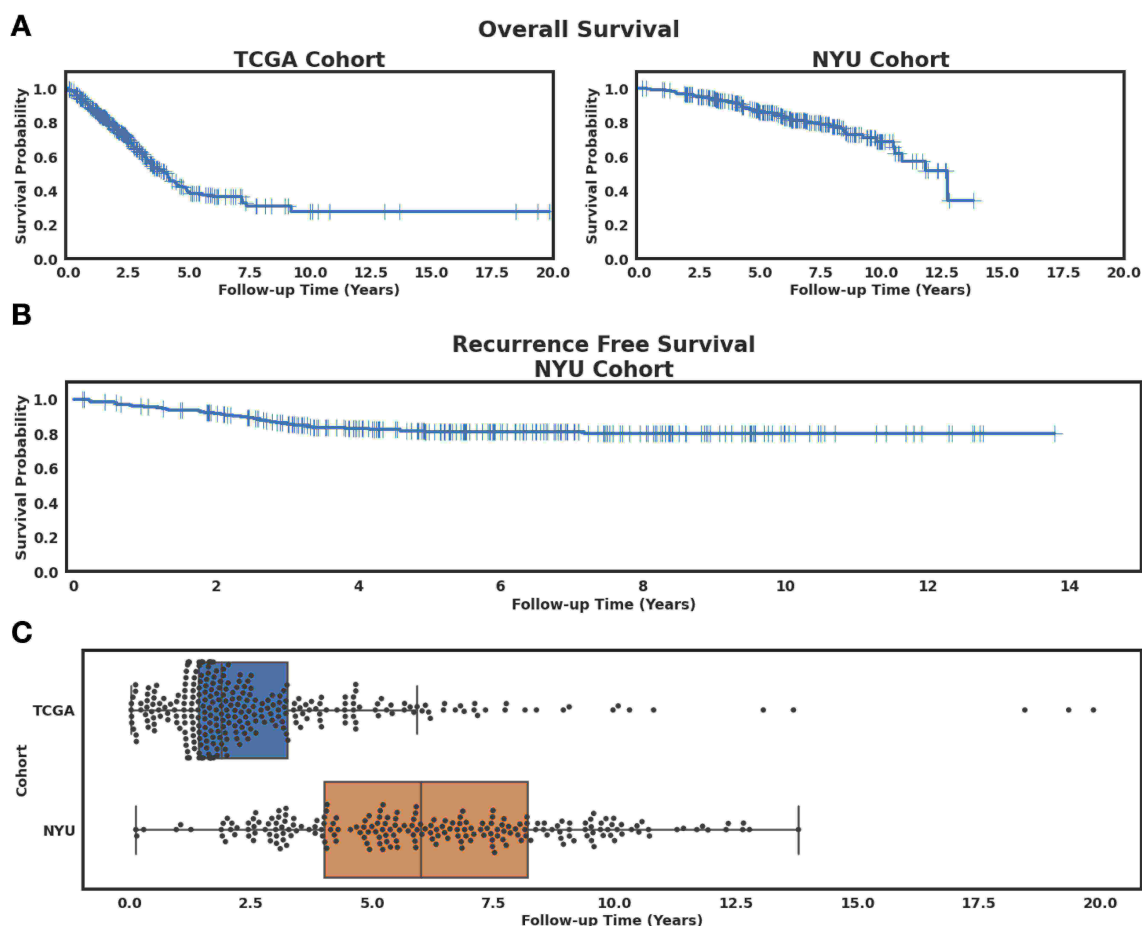 A
Overall Survival
TCGA Cohort
NYU Cohort
Survival Probability
1.0
0.8
0.6
0.4
0.2
0.0
0.0 2.5 5.0 7.5 10.0 12.5 15.0 17.5 20.0
Follow-up Time (Years)
Survival Probability
1.0
0.8
0.6
0.4
0.2
0.0
0.0 2.5 5.0 7.5 10.0 12.5 15.0 17.5 20.0
Follow-up Time (Years)
B
Recurrence Free Survival
NYU Cohort
Survival Probability
1.0
0.8
0.6
0.4
0.2
0.0
0 2 4 6 8 10 12 14
Follow-up Time (Years)
C
Cohort
TCGA
NYU
0.0 2.5 5.0 7.5 10.0 12.5 15.0 17.5 20.0
Follow-up Time (Years)